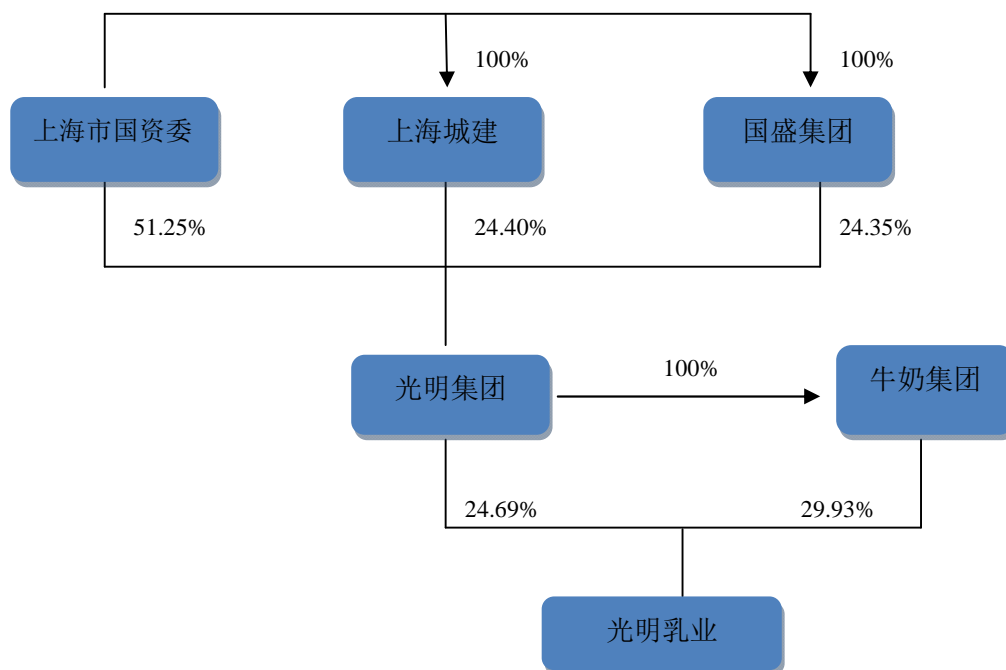 100%
100%
上海市国资委
上海城建
国盛集团
51.25%
24.40%
24.35%
光明集团
100%
牛奶集团
24.69%
29.93%
光明乳业